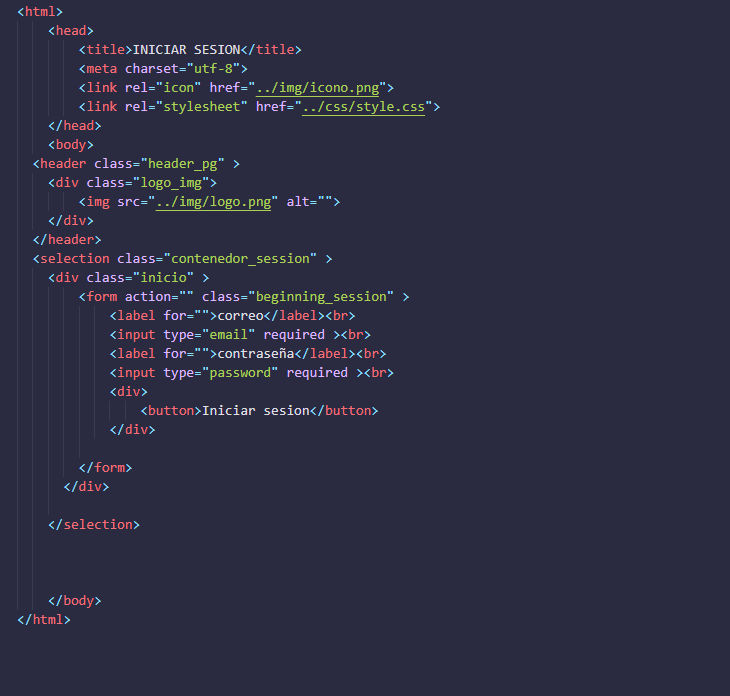 <html>
<head>
<title>INICIAR SESION</title>
<meta charset="utf-8">
<link rel="icon" href="../img/icono.png">
<link rel="stylesheet" href="../css/style.css">
</head>
<body>
<header class="header_pg" >
<div class="logo_img">
<img src="../img/logo.png" alt="">
</div>
</header>
<selection class="contenedor_session" >
<div class="inicio" >
<form action="" class="beginning_session" >
<label for="">correo</label><br>
<input type="email" required ><br>
<label for="">contraseña</label><br>
<input type="password" required ><br>
<div>
<button>Iniciar sesion</button>
</div>
</form>
</div>
</selection>
</body>
</html>